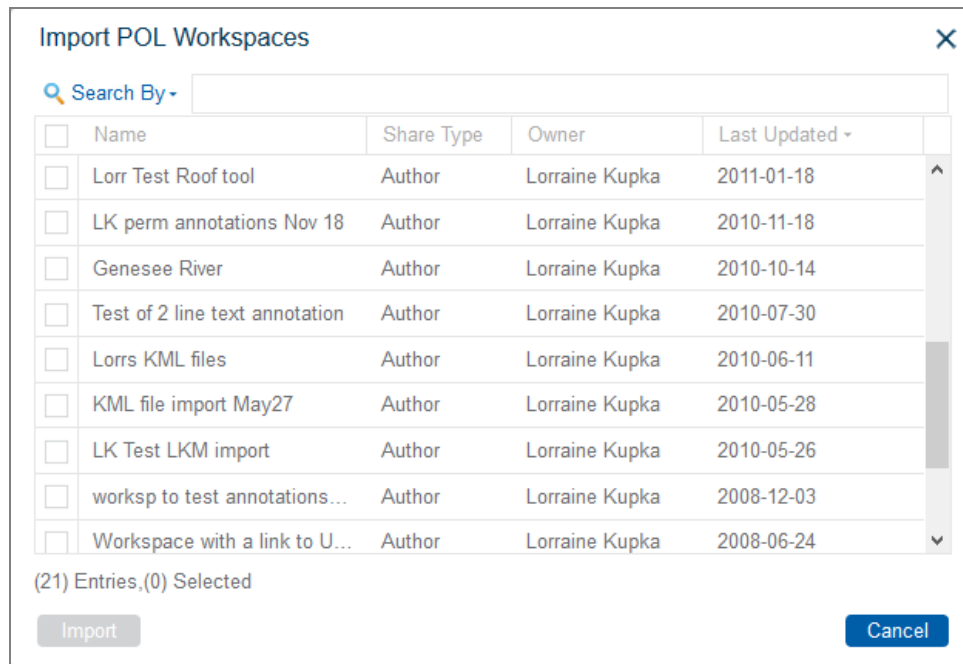 Import POL Workspaces
Search By
Name Share Type Owner Last Updated
Lorr Test Roof tool Author Lorraine Kupka 2011-01-18
LK perm annotations Nov 18 Author Lorraine Kupka 2010-11-18
Genesee River Author Lorraine Kupka 2010-10-14
Test of 2 line text annotation Author Lorraine Kupka 2010-07-30
Lorrs KML files Author Lorraine Kupka 2010-06-11
KML file import May27 Author Lorraine Kupka 2010-05-28
LK Test LKM import Author Lorraine Kupka 2010-05-26
worksp to test annotations... Author Lorraine Kupka 2008-12-03
Workspace with a link to U... Author Lorraine Kupka 2008-06-24
(21) Entries,(0) Selected
Import Cancel